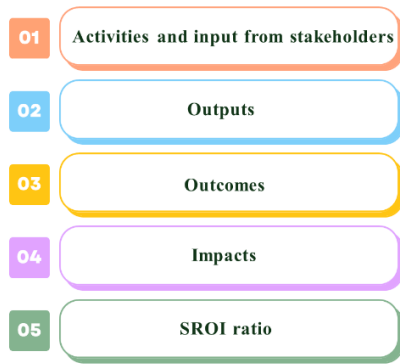 01 Activities and input from stakeholders
02 Outputs
03 Outcomes
04 Impacts
05 SROI ratio